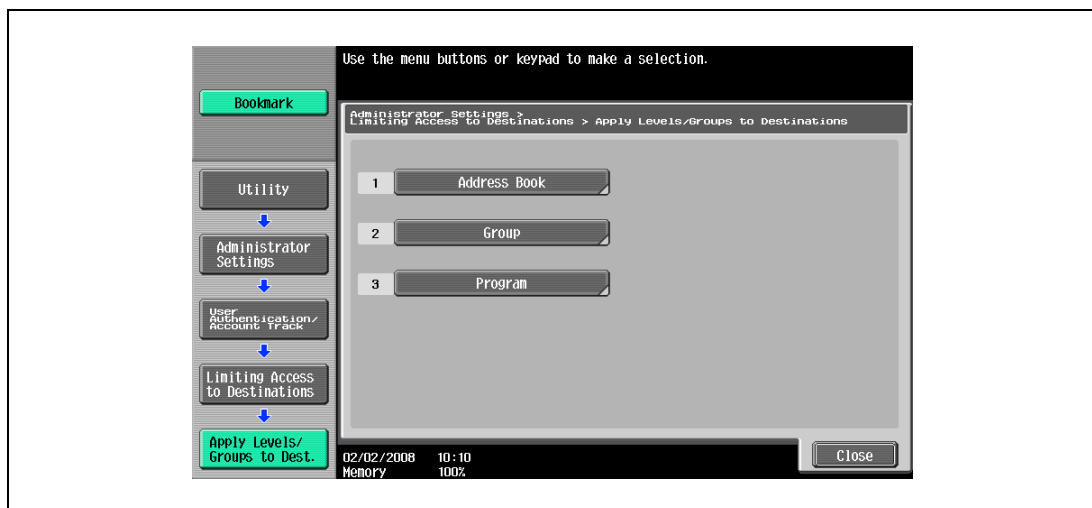 Use the menu buttons or keypad to make a selection.
Bookmark
Administrator Settings >
Limiting Access to Destinations > Apply Levels/Groups to Destinations
Utility
Administrator
Settings
User
Authentication/
Account Track
Limiting Access
to Destinations
Apply Levels/
Groups to Dest.
1 Address Book
2 Group
3 Program
02/02/2008 10:10
Memory 100%
Close